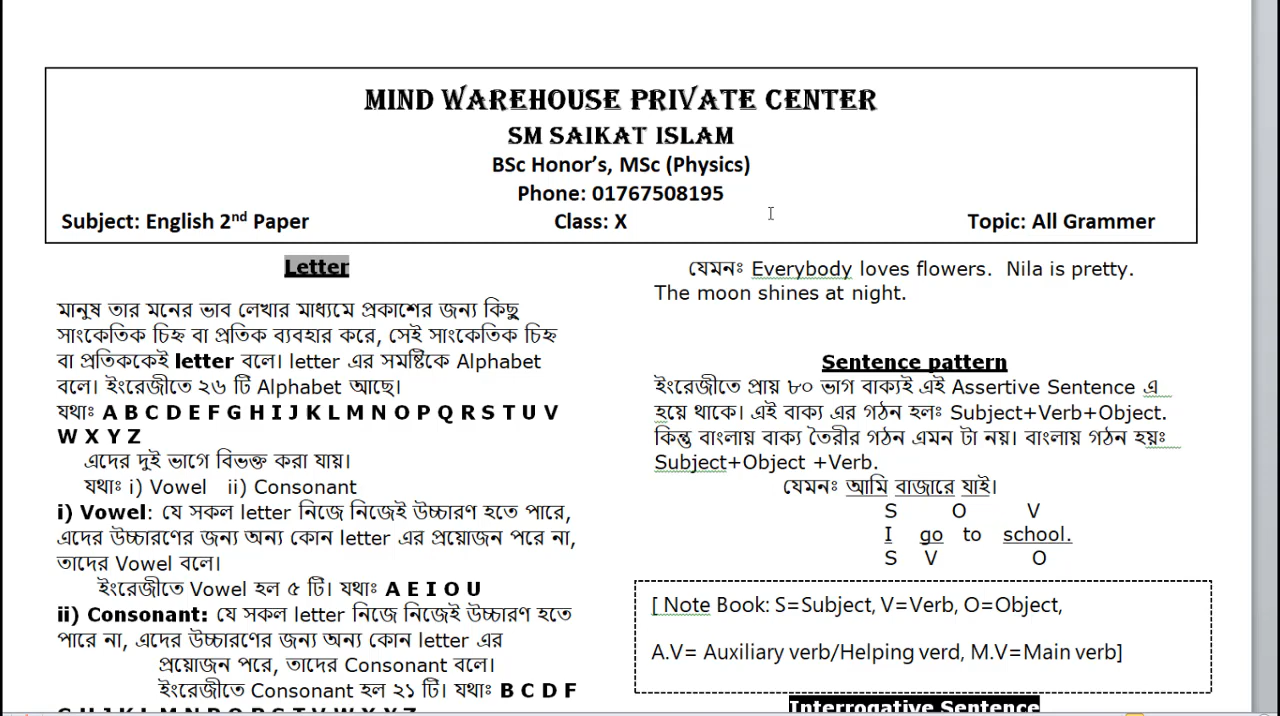 MIND WAREHOUSE PRIVATE CENTER
SM SAIKAT ISLAM
BSc Honor's, MSc (Physics)
Phone: 01767508195
Subject: English 2nd Paper Class: X Topic: All Grammer
Letter
মানুষ তার মনের ভাব লেখার মাধ্যমে প্রকাশের জন্য কিছু
সাংকেতিক চিহ্ন বা প্রতিক ব্যবহার করে, সেই সাংকেতিক চিহ্ন
বা প্রতিককেই letter বলে। letter এর সমষ্টিকে Alphabet
বলে। ইংরেজীতে ২৬ টি Alphabet আছে।
যথাঃ A B C D E F G H I J K L M N O P Q R S T U V
W X Y Z
এদের দুই ভাগে বিভক্ত করা যায়।
যথাঃ i) Vowel ii) Consonant
i) Vowel: যে সকল letter নিজে নিজেই উচ্চারণ হতে পারে,
এদের উচ্চারণের জন্য অন্য কোন letter এর প্রয়োজন পরে না,
তাদের Vowel বলে।
ইংরেজীতে Vowel হল ৫ টি। যথাঃ A E I O U
ii) Consonant: যে সকল letter নিজে নিজেই উচ্চারণ হতে
পারে না, এদের উচ্চারণের জন্য অন্য কোন letter এর
প্রয়োজন পরে, তাদের Consonant বলে।
ইংরেজীতে Consonant হল ২১ টি। যথাঃ B C D F
G H J K L M N P Q R S T V W X Y Z
যেমনঃ Everybody loves flowers. Nila is pretty.
The moon shines at night.
Sentence pattern
ইংরেজীতে প্রায় ৮০ ভাগ বাক্যই এই Assertive Sentence এ
হয়ে থাকে। এই বাক্য এর গঠন হলঃ Subject+Verb+Object.
কিন্তু বাংলায় বাক্য তৈরীর গঠন এমন টা নয়। বাংলায় গঠন হয়ঃ
Subject+Object +Verb.
যেমনঃ আমি বাজারে যাই।
S O V
I go to school.
S V O
[ Note Book: S=Subject, V=Verb, O=Object,
A.V= Auxiliary verb/Helping verd, M.V=Main verb]
Interrogative Sentence